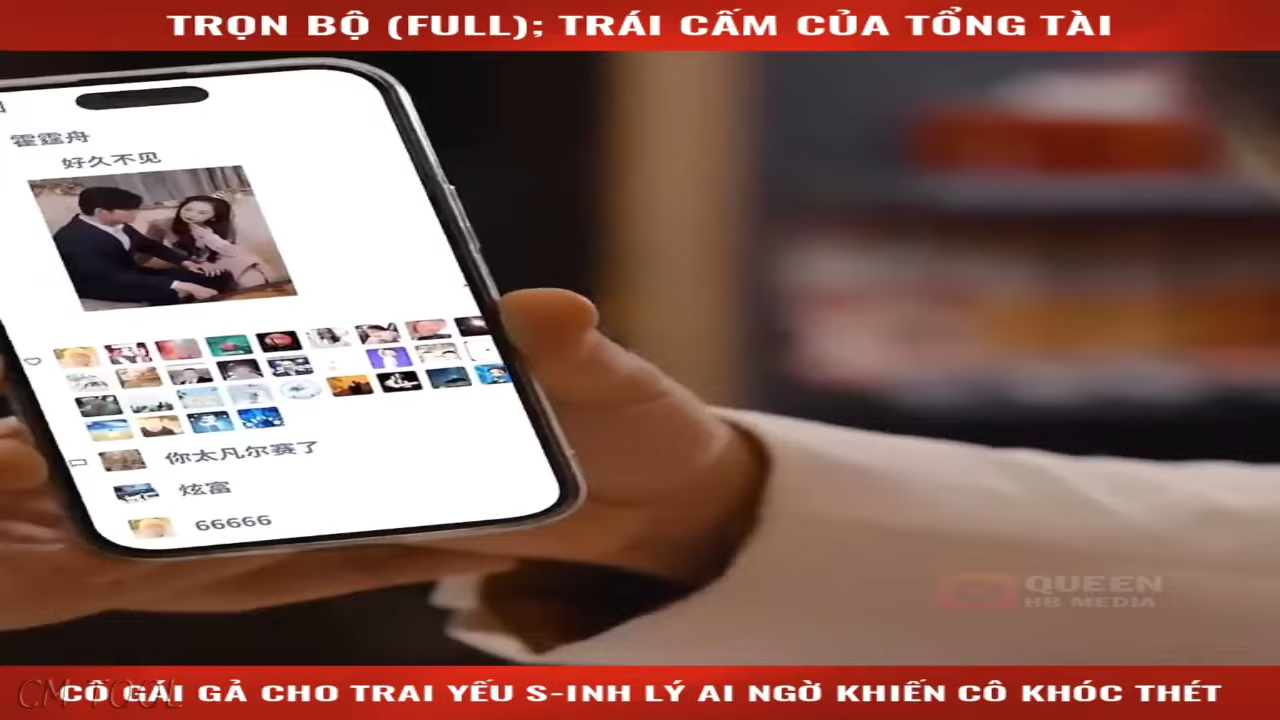 TRỌN BỘ (FULL); TRÁI CẤM CỦA TỔNG TÀI
霍霆舟
好久不见
你太凡尔赛了
炫富
66666
QUEEN
HB MEDIA
CM TOOL
CÔ GÁI GẢ CHO TRAI YẾU S-INH LÝ AI NGỜ KHIẾN CÔ KHÓC THÉT